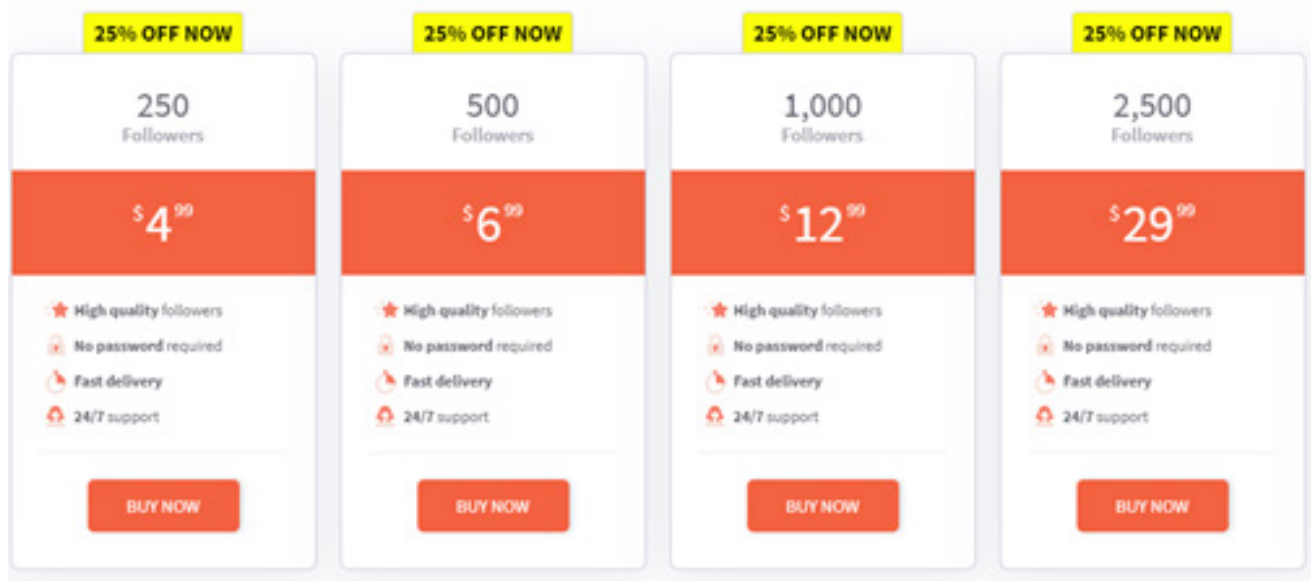 25% OFF NOW
250
Followers
$4.99
High quality followers
No password required
Fast delivery
24/7 support
BUY NOW
25% OFF NOW
500
Followers
$6.99
High quality followers
No password required
Fast delivery
24/7 support
BUY NOW
25% OFF NOW
1,000
Followers
$12.99
High quality followers
No password required
Fast delivery
24/7 support
BUY NOW
25% OFF NOW
2,500
Followers
$29.99
High quality followers
No password required
Fast delivery
24/7 support
BUY NOW